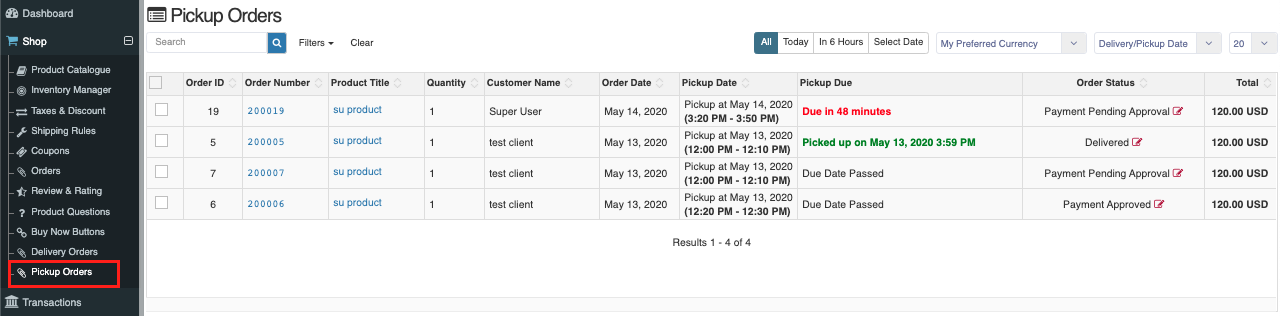 Dashboard
Shop
Product Catalogue
Inventory Manager
Taxes & Discount
Shipping Rules
Coupons
Orders
Review & Rating
Product Questions
Buy Now Buttons
Delivery Orders
Pickup Orders
Transactions
Pickup Orders
Search Filters Clear All Today In 6 Hours Select Date My Preferred Currency Delivery/Pickup Date 20
Order ID Order Number Product Title Quantity Customer Name Order Date Pickup Date Pickup Due Order Status Total
19 200019 su product 1 Super User May 14, 2020 Pickup at May 14, 2020 Due in 48 minutes Payment Pending Approval 120.00 USD
(3:20 PM - 3:50 PM)
5 200005 su product 1 test client May 13, 2020 Pickup at May 13, 2020 Picked up on May 13, 2020 3:59 PM Delivered 120.00 USD
(12:00 PM - 12:10 PM)
7 200007 su product 1 test client May 13, 2020 Pickup at May 13, 2020 Due Date Passed Payment Pending Approval 120.00 USD
(12:00 PM - 12:10 PM)
6 200006 su product 1 test client May 13, 2020 Pickup at May 13, 2020 Due Date Passed Payment Approved 120.00 USD
(12:20 PM - 12:30 PM)
Results 1 - 4 of 4